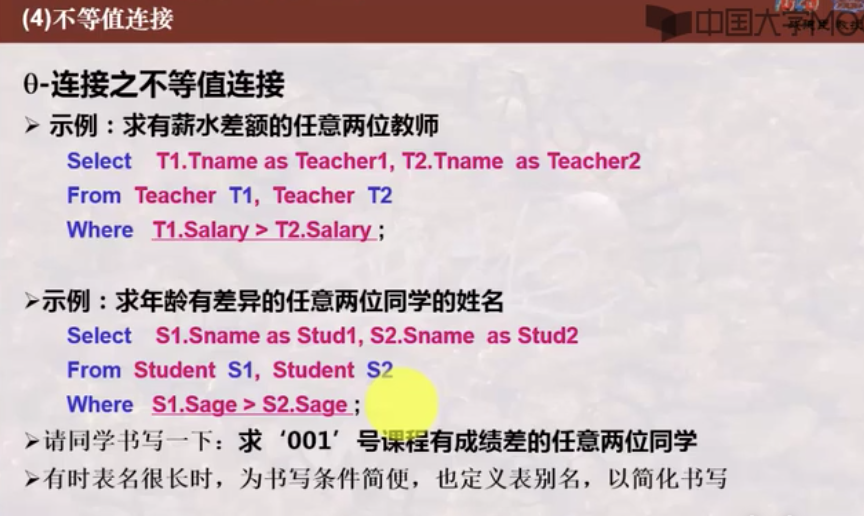 (4)不等值连接
中国大学MO
θ-连接之不等值连接
➢ 示例：求有薪水差额的任意两位教师
Select T1.Tname as Teacher1, T2.Tname as Teacher2
From Teacher T1, Teacher T2
Where T1.Salary > T2.Salary ;
➢示例：求年龄有差异的任意两位同学的姓名
Select S1.Sname as Stud1, S2.Sname as Stud2
From Student S1, Student S2
Where S1.Sage > S2.Sage ;
➢请同学书写一下：求‘001’号课程有成绩差的任意两位同学
➢有时表名很长时，为书写条件简便，也定义表别名，以简化书写